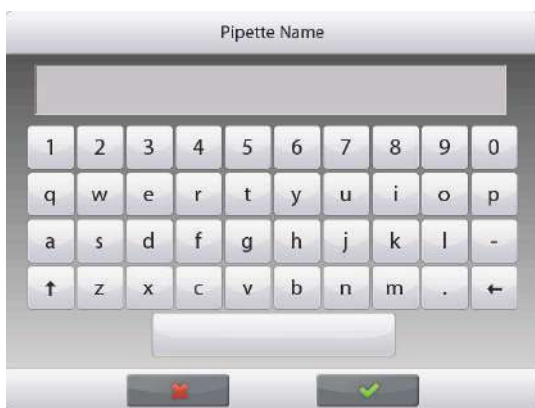 Pipette Name
1 2 3 4 5 6 7 8 9 0
q w e r t y u i o p
a s d f g h j k l -
↑ z x c v b n m . ←